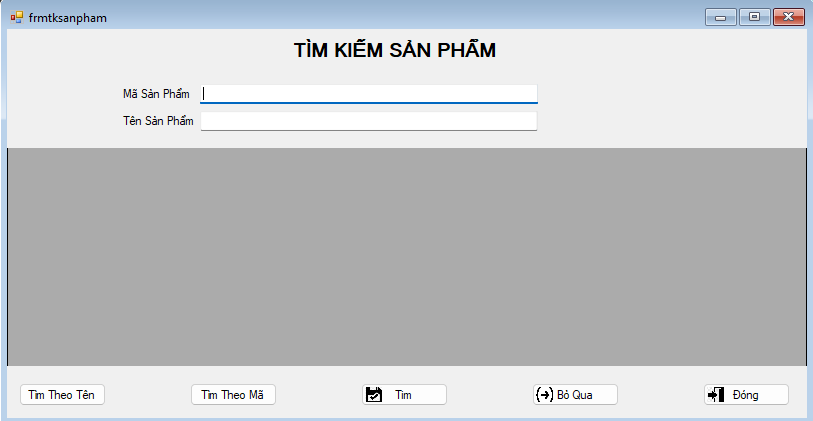 frmtksanpham
TÌM KIẾM SẢN PHẨM
Mã Sản Phẩm
Tên Sản Phẩm
Tìm Theo Tên
Tìm Theo Mã
Tìm
Bỏ Qua
Đóng